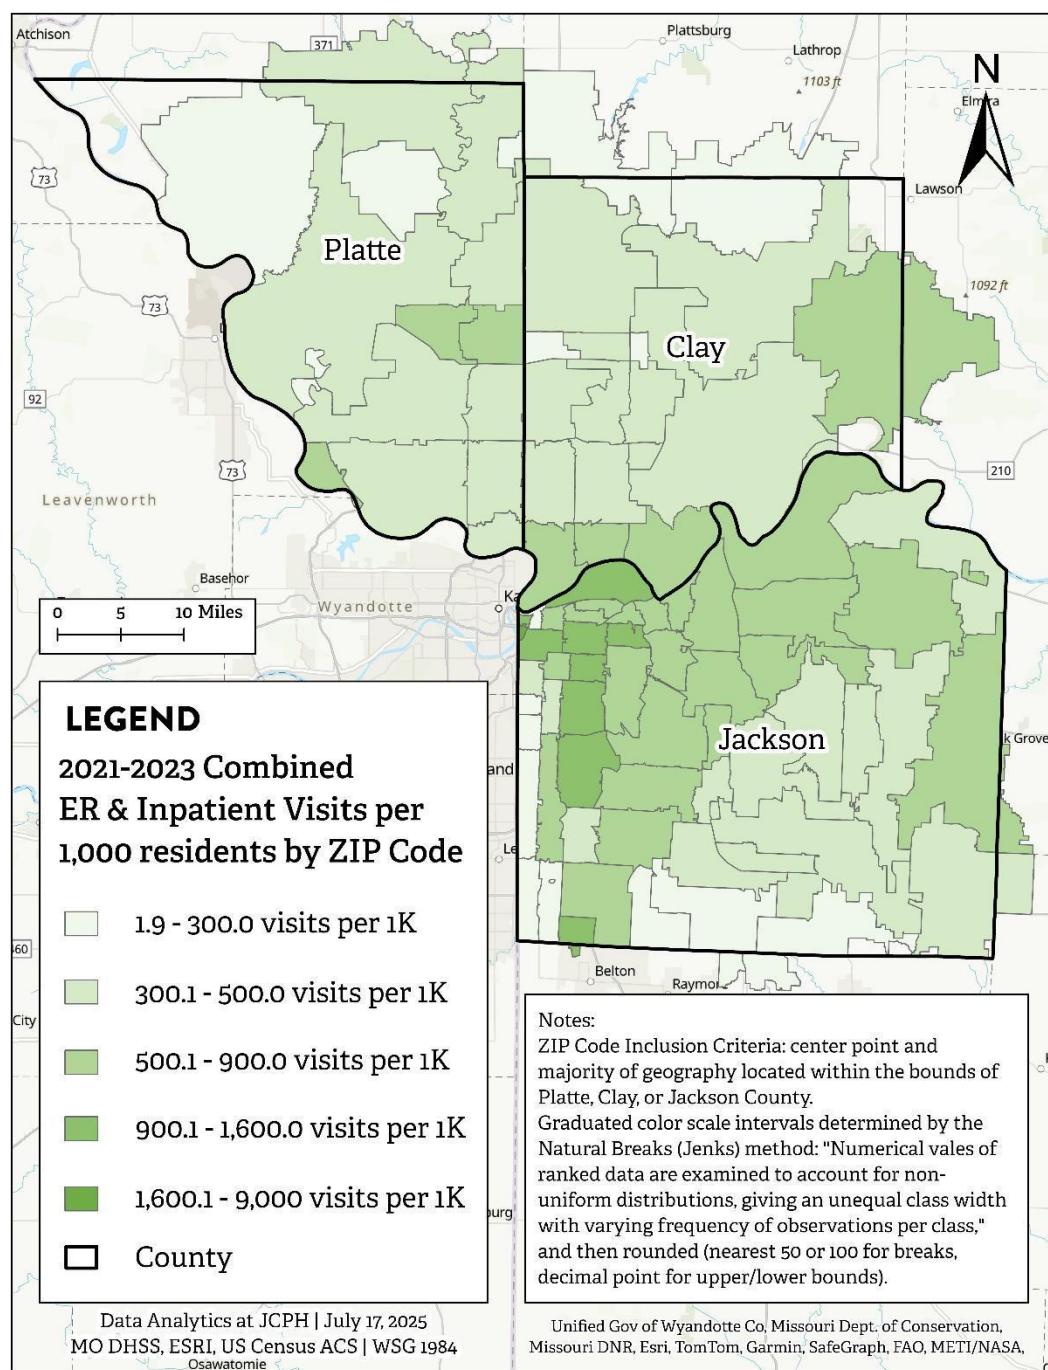 Atchison
371
Plattsburg
Lathrop
1103 ft
N
Elmira
73
Lawson
Platte
1092 ft
73
Clay
92
73
210
Leavenworth
Basehor
0 5 10 Miles
Wyandotte
Ka
LEGEND
2021-2023 Combined
ER & Inpatient Visits per
1,000 residents by ZIP Code
1.9 - 300.0 visits per 1K
300.1 - 500.0 visits per 1K
500.1 - 900.0 visits per 1K
900.1 - 1,600.0 visits per 1K
1,600.1 - 9,000 visits per 1K
County
Jackson
k Grove
and
Le
460
City
Belton
Raymor
burg
Notes:
ZIP Code Inclusion Criteria: center point and
majority of geography located within the bounds of
Platte, Clay, or Jackson County.
Graduated color scale intervals determined by the
Natural Breaks (Jenks) method: "Numerical vales of
ranked data are examined to account for non-
uniform distributions, giving an unequal class width
with varying frequency of observations per class,"
and then rounded (nearest 50 or 100 for breaks,
decimal point for upper/lower bounds).
Data Analytics at JCPH | July 17, 2025
MO DHSS, ESRI, US Census ACS | WSG 1984
Osawatomie
Unified Gov of Wyandotte Co, Missouri Dept. of Conservation,
Missouri DNR, Esri, TomTom, Garmin, SafeGraph, FAO, METI/NASA,